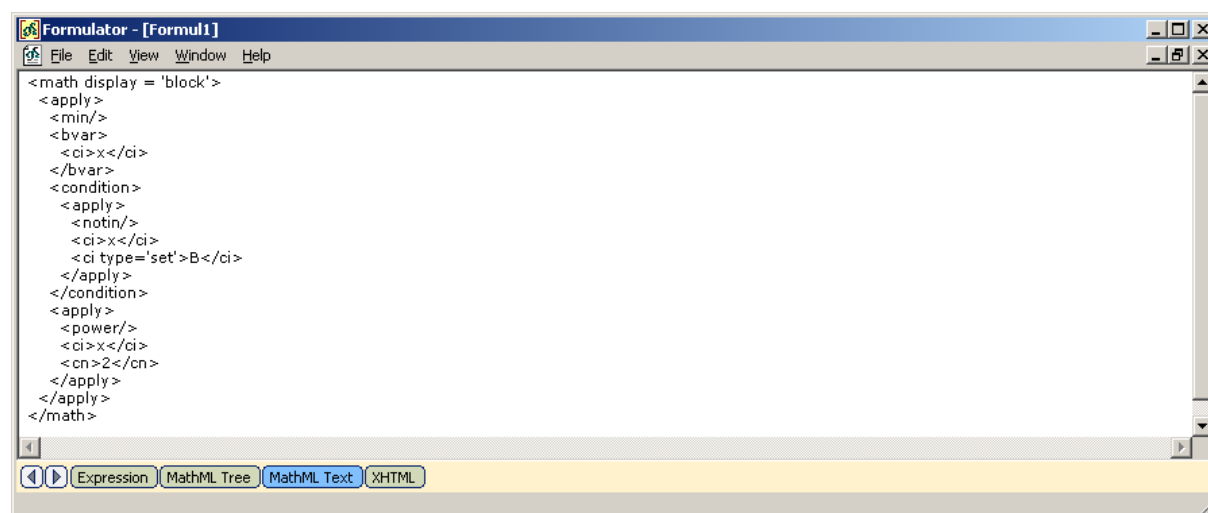 Formulator - [Formul1]
File Edit View Window Help
<math display = 'block'>
<apply>
<min/>
<bvar>
<ci>x</ci>
</bvar>
<condition>
<apply>
<notin/>
<ci>x</ci>
<ci type='set'>B</ci>
</apply>
</condition>
<apply>
<power/>
<ci>x</ci>
<cn>2</cn>
</apply>
</apply>
</math>
Expression MathML Tree MathML Text XHTML